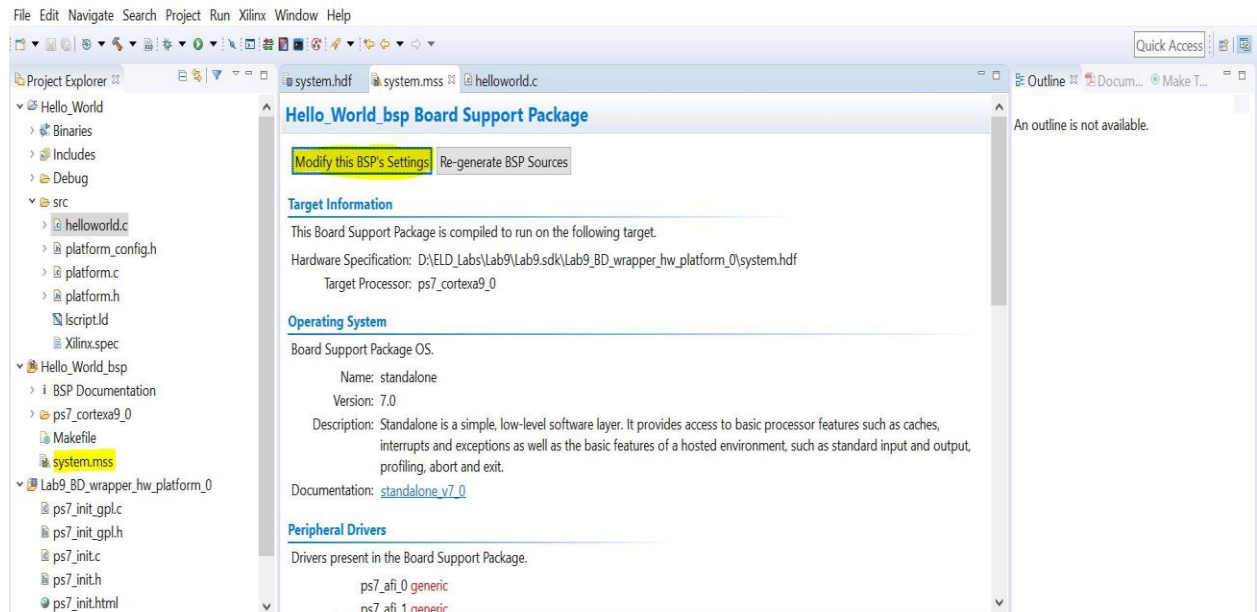 File Edit Navigate Search Project Run Xilinx Window Help
Quick Access
Project Explorer
Hello_World
Binaries
Includes
Debug
src
helloworld.c
platform_config.h
platform.c
platform.h
lscript.ld
Xilinx.spec
Hello_World_bsp
BSP Documentation
ps7_cortexa9_0
Makefile
system.mss
Lab9_BD_wrapper_hw_platform_0
ps7_init_gpl.c
ps7_init_gpl.h
ps7_init.c
ps7_init.h
ps7_init.html
system.hdf system.mss helloworld.c
Hello_World_bsp Board Support Package
Modify this BSP's Settings Re-generate BSP Sources
Target Information
This Board Support Package is compiled to run on the following target.
Hardware Specification: D:\ELD_Labs\Lab9\Lab9.sdk\Lab9_BD_wrapper_hw_platform_0\system.hdf
Target Processor: ps7_cortexa9_0
Operating System
Board Support Package OS.
Name: standalone
Version: 7.0
Description: Standalone is a simple, low-level software layer. It provides access to basic processor features such as caches,
interrupts and exceptions as well as the basic features of a hosted environment, such as standard input and output,
profiling, abort and exit.
Documentation: standalone_v7_0
Peripheral Drivers
Drivers present in the Board Support Package.
ps7_afi_0 generic
ps7_afi_1 generic
Outline Docum... Make T...
An outline is not available.